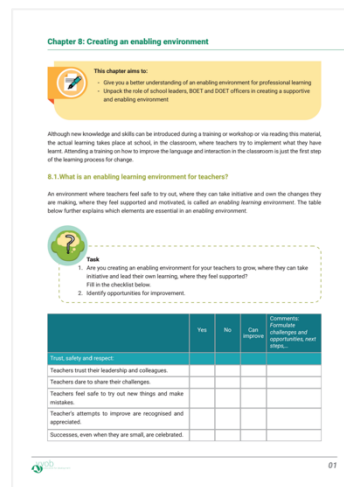 Chapter 8: Creating an enabling environment
This chapter aims to:
• Give you a better understanding of an enabling environment for professional learning
• Unpack the role of school leaders, BOET and DOET officers in creating a supportive
and enabling environment
Although new knowledge and skills can be introduced during a training or workshop or via reading this material,
the actual learning takes place at school, in the classroom, where teachers try to implement what they have
learnt. Attending a training on how to improve the language and interaction in the classroom is just the first step
of the learning process for change.
8.1.What is an enabling learning environment for teachers?
An environment where teachers feel safe to try out, where they can take initiative and own the changes they
are making, where they feel supported and motivated, is called an enabling learning environment. The table
below further explains which elements are essential in an enabling environment.
Task
1. Are you creating an enabling environment for your teachers to grow, where they can take
initiative and lead their own learning, where they feel supported?
Fill in the checklist below.
2. Identify opportunities for improvement.
Yes
No
Can
improve
Comments:
Formulate
challenges and
opportunities, next
steps,..
Trust, safety and respect:
Teachers trust their leadership and colleagues.
Teachers dare to share their challenges.
Teachers feel safe to try out new things and make
mistakes.
Teacher's attempts to improve are recognised and
appreciated.
Successes, even when they are small, are celebrated.
01